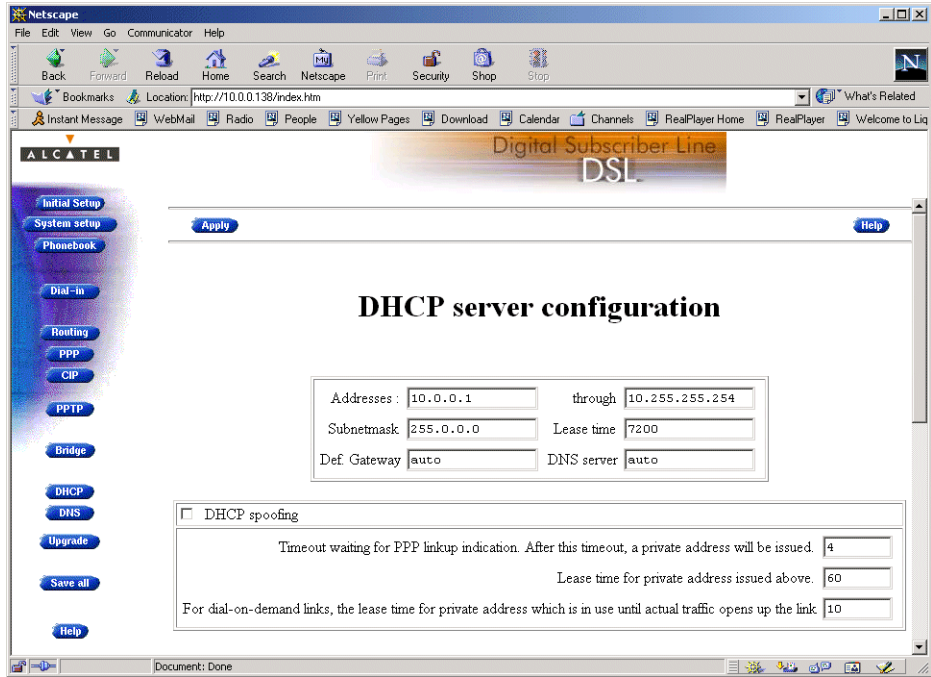 Netscape
File Edit View Go Communicator Help
Back Forward Reload Home Search Netscape Print Security Shop Stop
My
N
Bookmarks Location: http://10.0.0.138/index.htm What's Related
Instant Message WebMail Radio People Yellow Pages Download Calendar Channels RealPlayer Home RealPlayer Welcome to Liq
ALCATEL
Digital Subscriber Line
DSL
Initial Setup
System setup
Phonebook
Dial-in
Routing
PPP
CIP
PPTP
Bridge
DHCP
DNS
Upgrade
Save all
Help
Apply Help
DHCP server configuration
Addresses : 10.0.0.1 through 10.255.255.254
Subnetmask 255.0.0.0 Lease time 7200
Def. Gateway auto DNS server auto
DHCP spoofing
Timeout waiting for PPP linkup indication. After this timeout, a private address will be issued. 4
Lease time for private address issued above. 60
For dial-on-demand links, the lease time for private address which is in use until actual traffic opens up the link 10
Document: Done